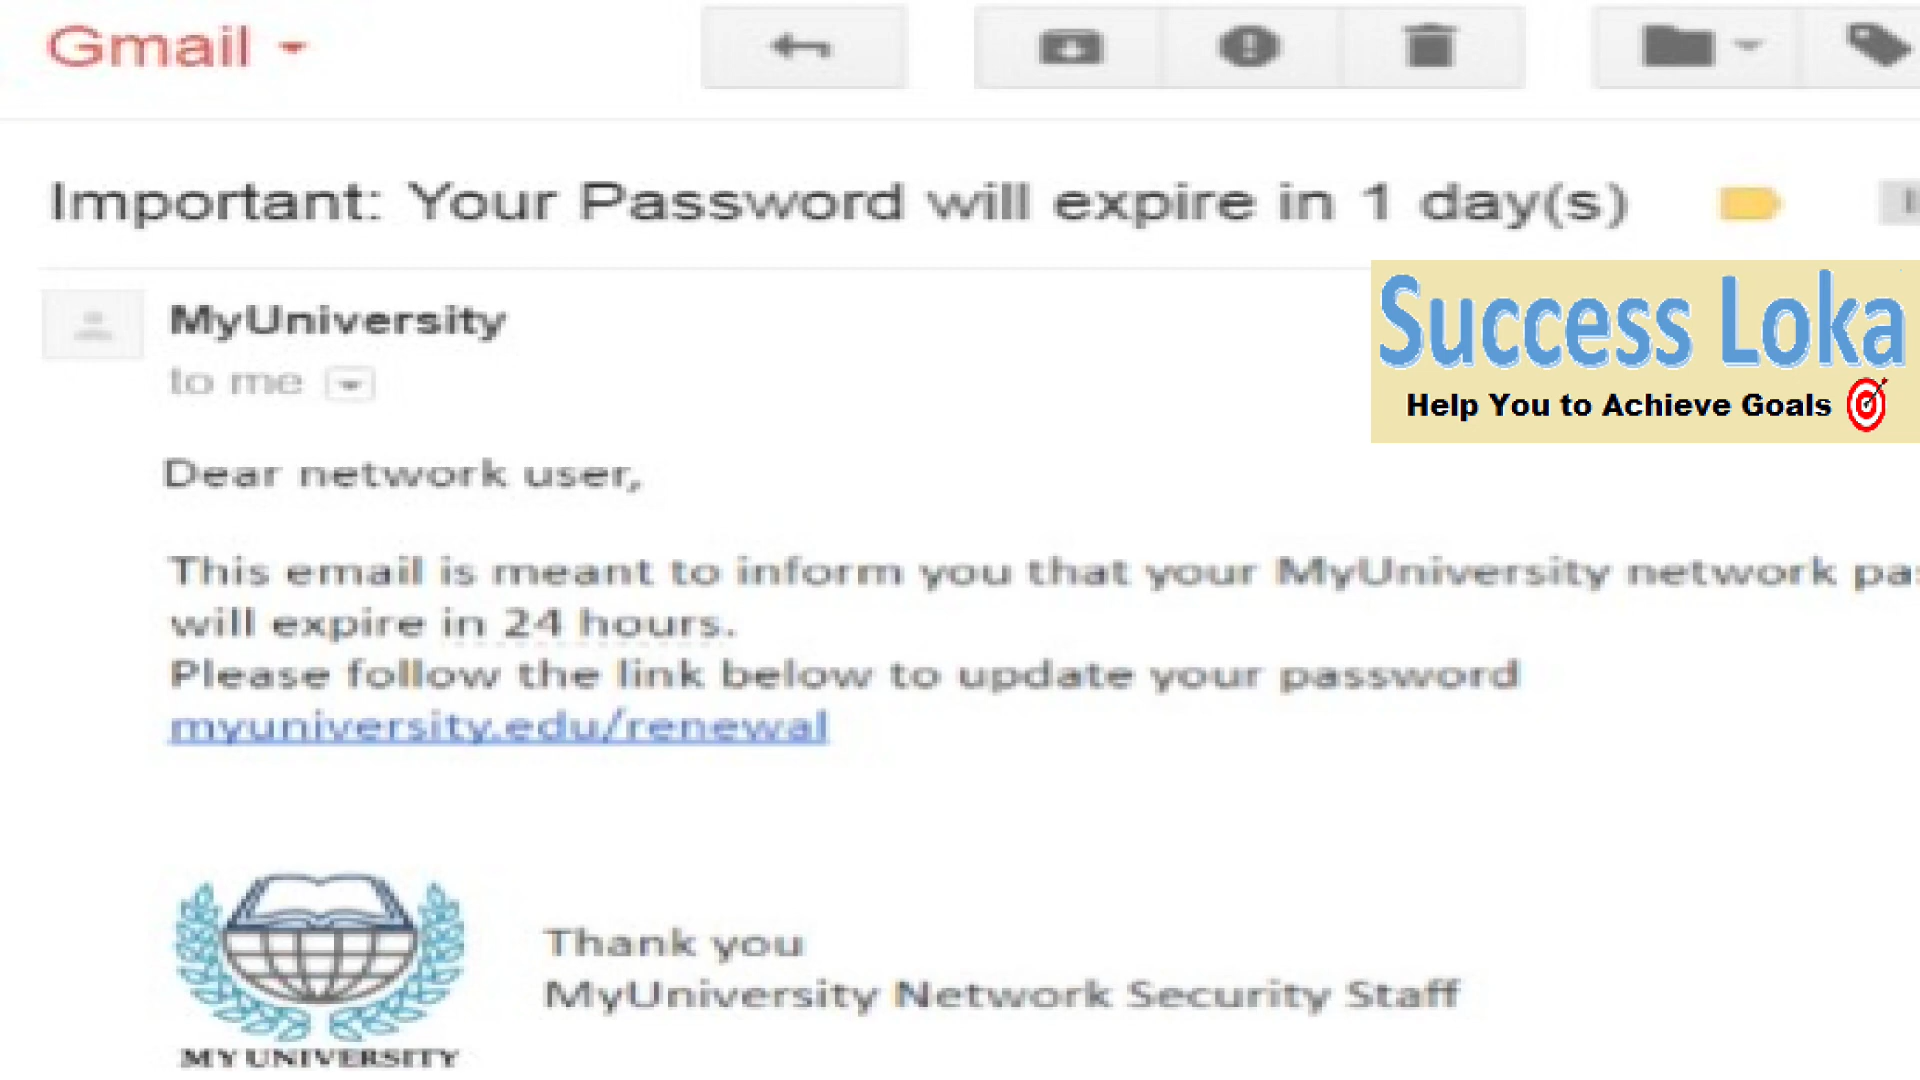 Gmail
Important: Your Password will expire in 1 day(s)
MyUniversity
to me
Success Loka
Help You to Achieve Goals
Dear network user,
This email is meant to inform you that your MyUniversity network
will expire in 24 hours.
Please follow the link below to update your password
myuniversity.edu/renewal
Thank you
MyUniversity Network Security Staff
MY UNIVERSITY